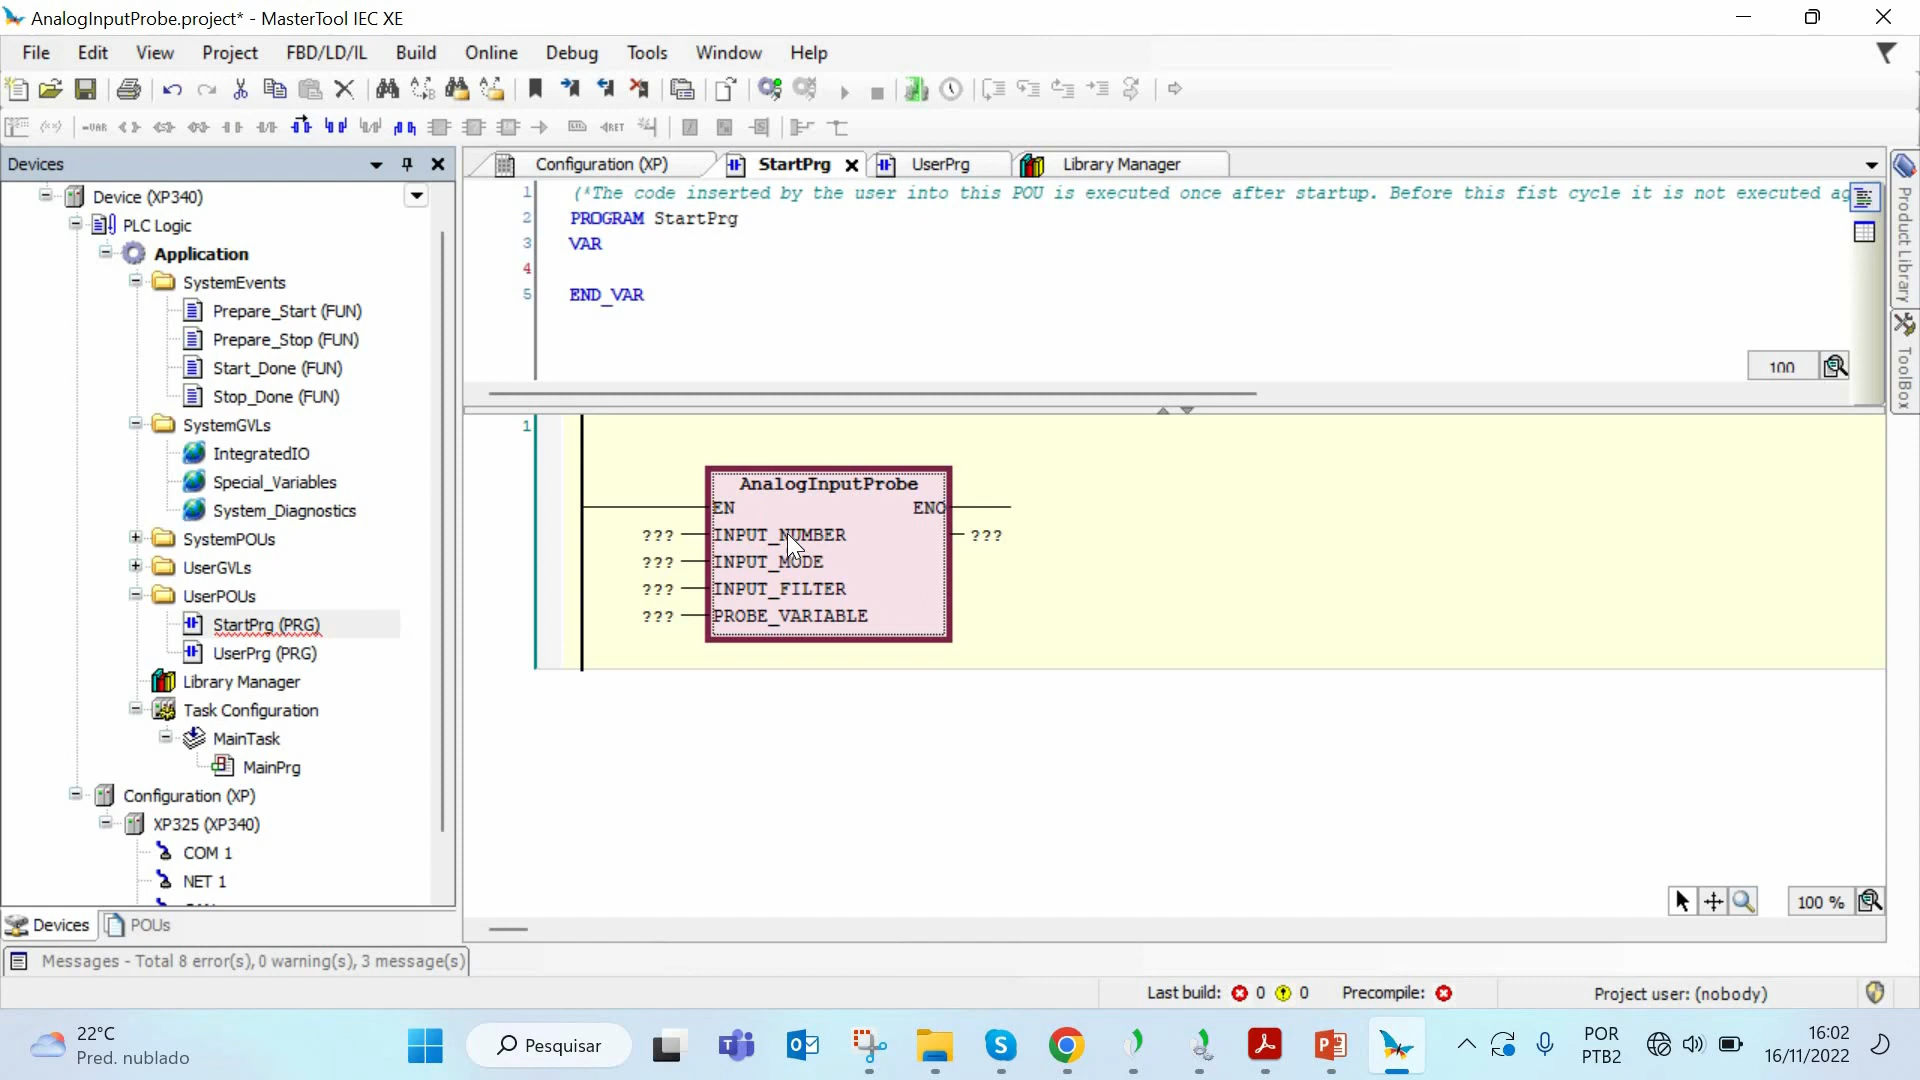 AnalogInputProbe.project* - MasterTool IEC XE
File Edit View Project FBD/LD/IL Build Online Debug Tools Window Help
Devices
Configuration (XP) StartPrg UserPrg Library Manager
Device (XP340)
PLC Logic
Application
SystemEvents
Prepare_Start (FUN)
Prepare_Stop (FUN)
Start_Done (FUN)
Stop_Done (FUN)
SystemGVLs
IntegratedIO
Special_Variables
System_Diagnostics
SystemPOUs
UserGVLs
UserPOUs
StartPrg (PRG)
UserPrg (PRG)
Library Manager
Task Configuration
MainTask
MainPrg
Configuration (XP)
XP325 (XP340)
COM 1
NET 1
Devices POUs
1 (*The code inserted by the user into this POU is executed once after startup. Before this fist cycle it is not executed ag
2 PROGRAM StartPrg
3 VAR
4
5 END_VAR
100
1
AnalogInputProbe
EN ENO
??? INPUT_NUMBER ???
??? INPUT_MODE
??? INPUT_FILTER
??? PROBE_VARIABLE
100 %
Product Library
ToolBox
Messages - Total 8 error(s), 0 warning(s), 3 message(s)
Last build: 0 0 Precompile: Project user: (nobody)
22°C
Pred. nublado
Pesquisar
POR
PTB2
16:02
16/11/2022